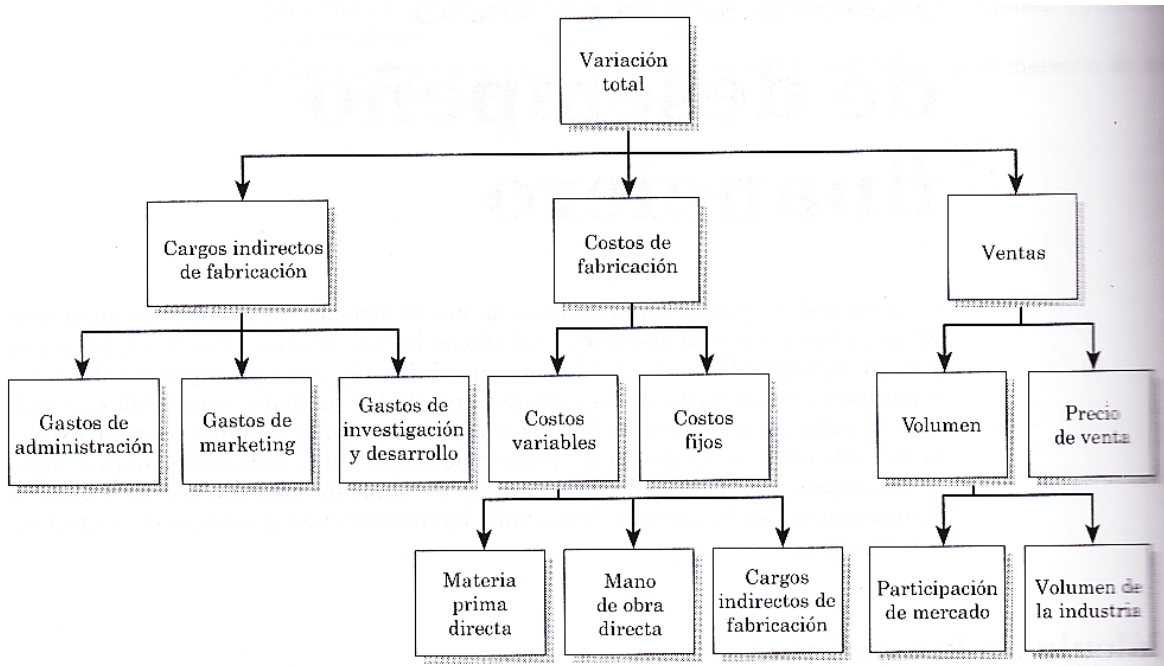 Variación
total
Cargos indirectos
de fabricación
Costos de
fabricación
Ventas
Gastos de
administración
Gastos de
marketing
Gastos de
investigación
y desarrollo
Costos
variables
Costos
fijos
Volumen
Precio
de venta
Materia
prima
directa
Mano
de obra
directa
Cargos
indirectos de
fabricación
Participación
de mercado
Volumen de
la industria